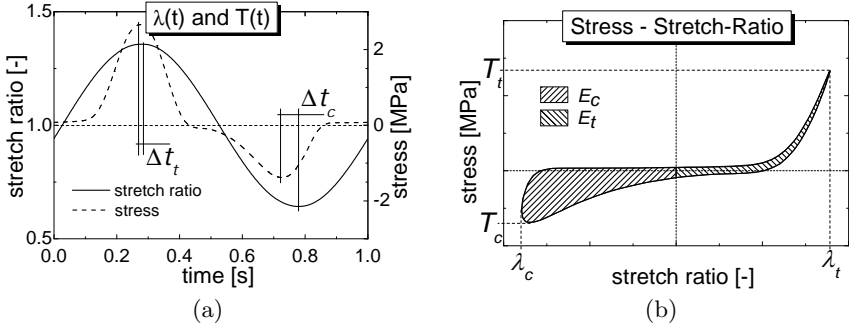 λ(t) and T(t)
1.5
1.0
0.5
stretch ratio [-]
2
0
-2
stress [MPa]
Δt_t
Δt_c
stretch ratio
stress
0.0 0.2 0.4 0.6 0.8 1.0
time [s]
(a)
Stress - Stretch-Ratio
T_t
T_c
stress [MPa]
E_c
E_t
λ_c
λ_t
stretch ratio [-]
(b)